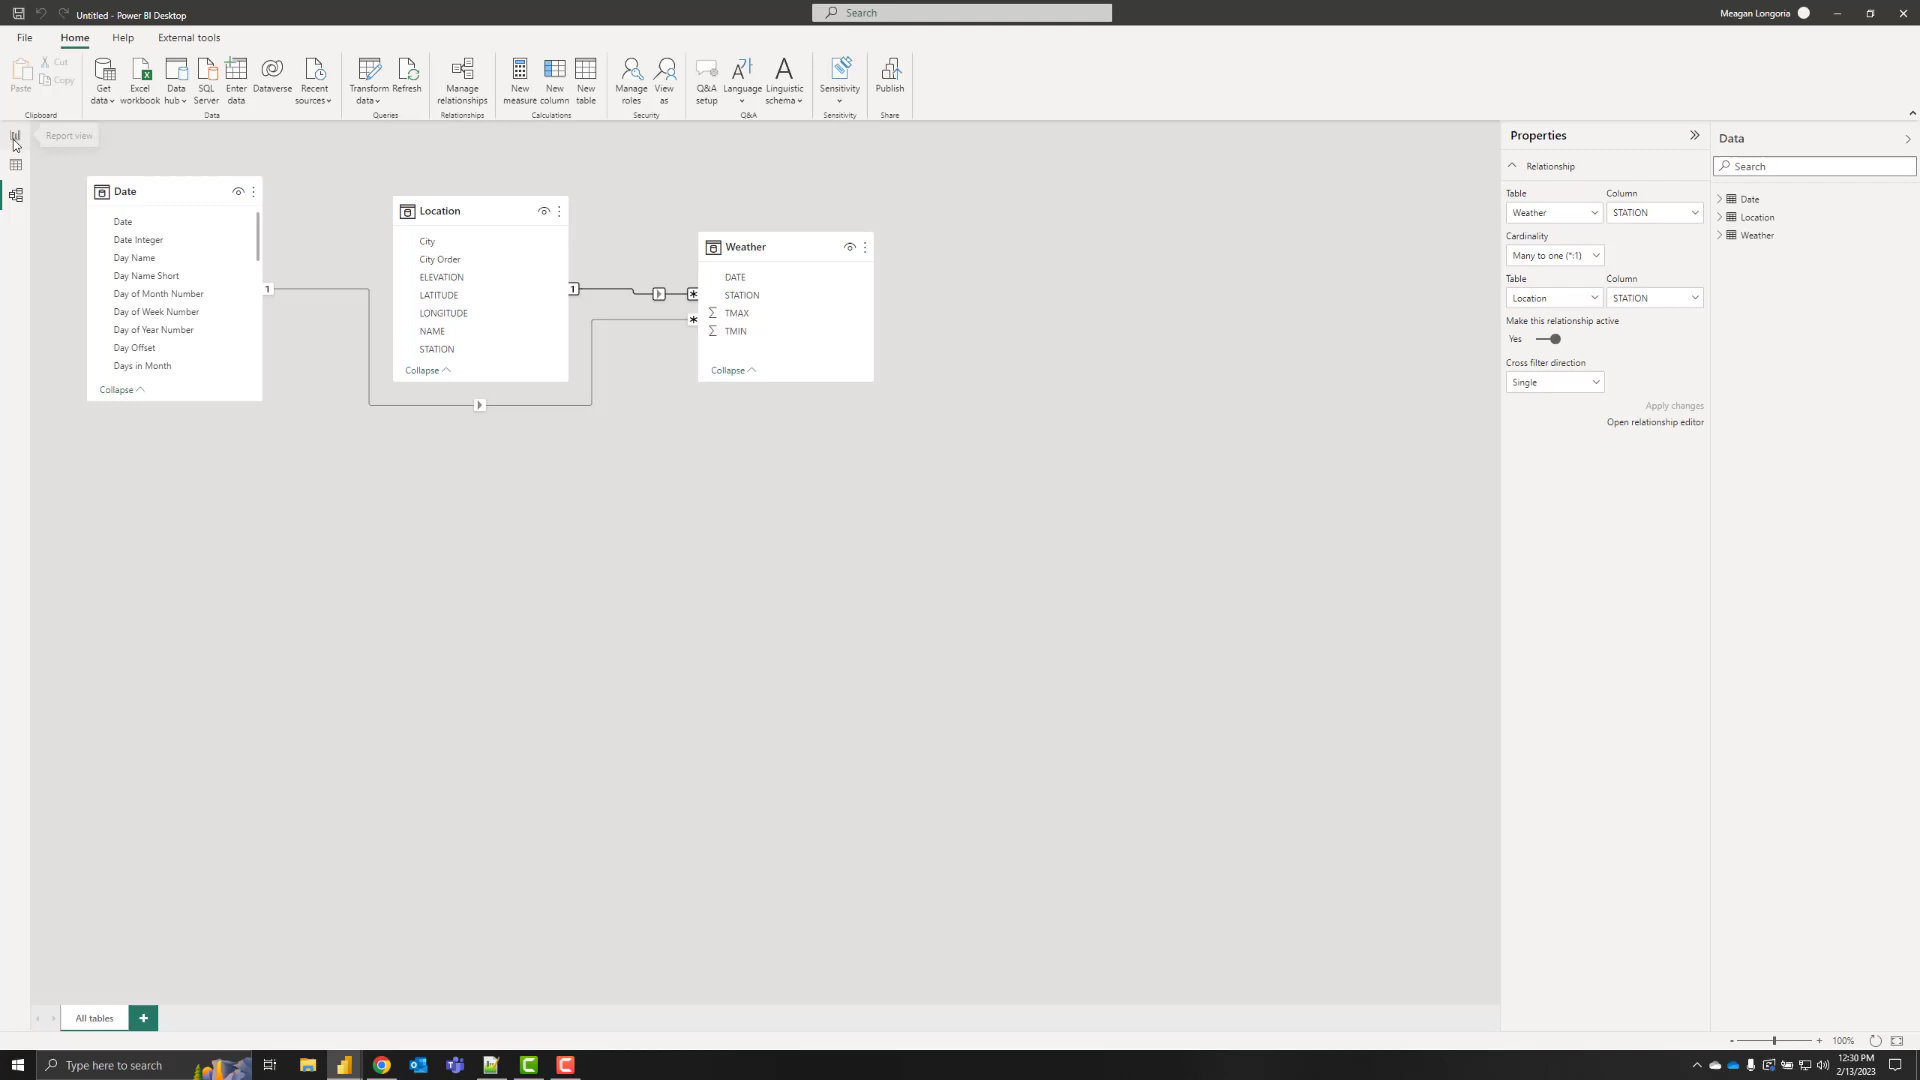 Untitled - Power BI Desktop
Search
Meagan Longoria
File Home Help External tools
Paste
Cut
Copy
Clipboard
Get data
Excel workbook
Data hub
SQL Server
Enter data
Dataverse
Recent sources
Data
Transform data
Refresh
Queries
Manage relationships
Relationships
New measure
New column
New table
Calculations
Manage roles
View as
Security
Q&A setup
Language
Linguistic schema
Q&A
Sensitivity
Sensitivity
Publish
Share
Report view
Date
Date
Date Integer
Day Name
Day Name Short
Day of Month Number
Day of Week Number
Day of Year Number
Day Offset
Days in Month
Collapse
1
Location
City
City Order
ELEVATION
LATITUDE
LONGITUDE
NAME
STATION
Collapse
1
*
*
Weather
DATE
STATION
∑ TMAX
∑ TMIN
Collapse
Properties
Relationship
Table Column
Weather STATION
Cardinality
Many to one (*:1)
Table Column
Location STATION
Make this relationship active
Yes
Cross filter direction
Single
Apply changes
Open relationship editor
Data
Search
Date
Location
Weather
All tables
+
- + 100%
Type here to search
12:30 PM
2/13/2023